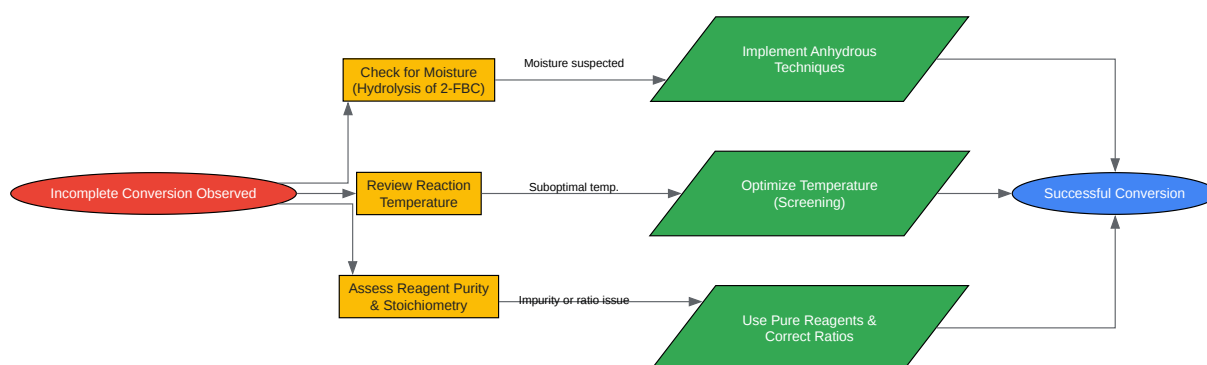 Implement Anhydrous
Techniques
Check for Moisture
(Hydrolysis of 2-FBC)
Moisture suspected
Incomplete Conversion Observed
Review Reaction
Temperature
Suboptimal temp.
Optimize Temperature
(Screening)
Successful Conversion
Assess Reagent Purity
& Stoichiometry
Impurity or ratio issue
Use Pure Reagents &
Correct Ratios